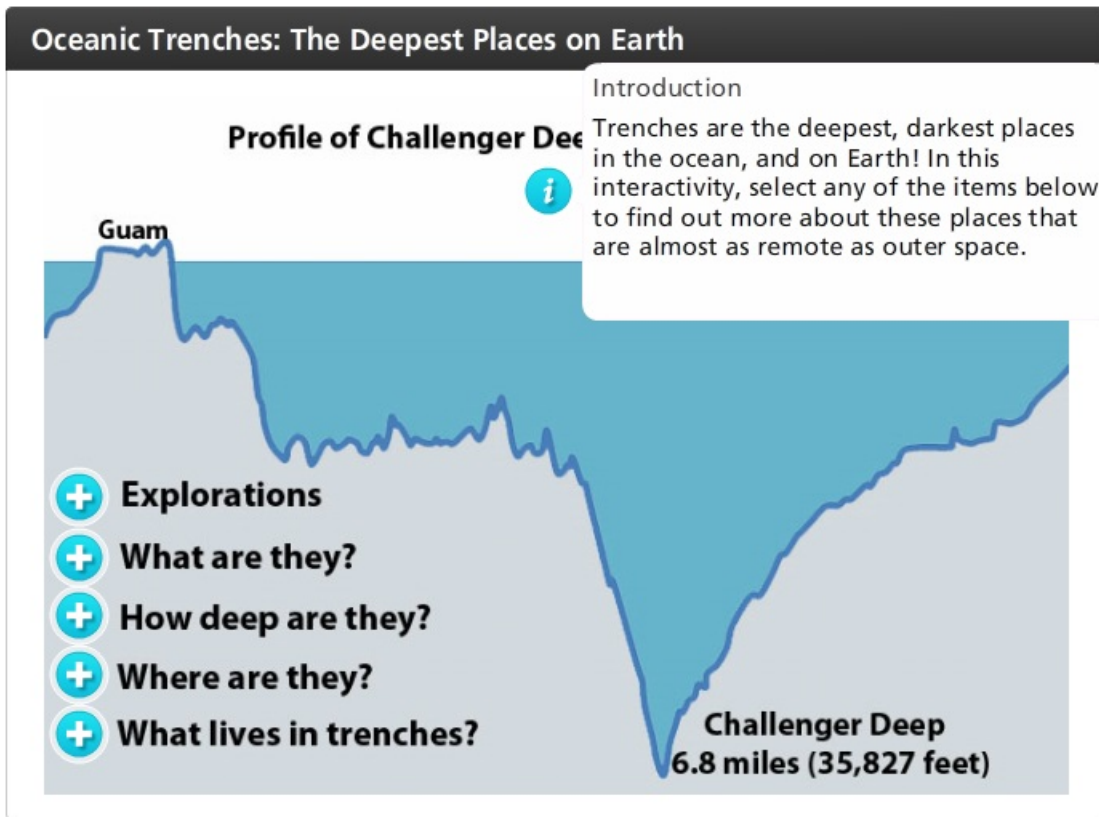 Oceanic Trenches: The Deepest Places on Earth
Profile of Challenger
Introduction
Trenches are the deepest, darkest places
in the ocean, and on Earth! In this
interactivity, select any of the items below
to find out more about these places that
are almost as remote as outer space.
i
Guam
Explorations
What are they?
How deep are they?
Where are they?
What lives in trenches?
Challenger Deep
6.8 miles (35,827 feet)